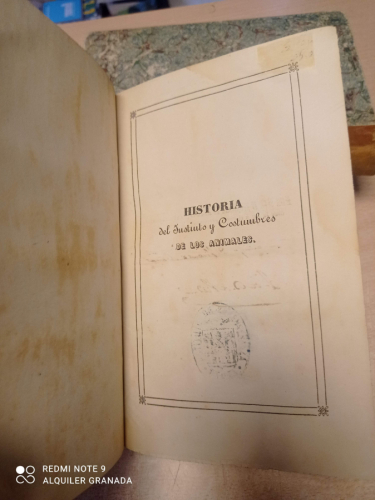 HISTORIA
del Instinto y Costumbres
DE LOS ANIMALES.
REDMI NOTE 9
ALQUILER GRANADA